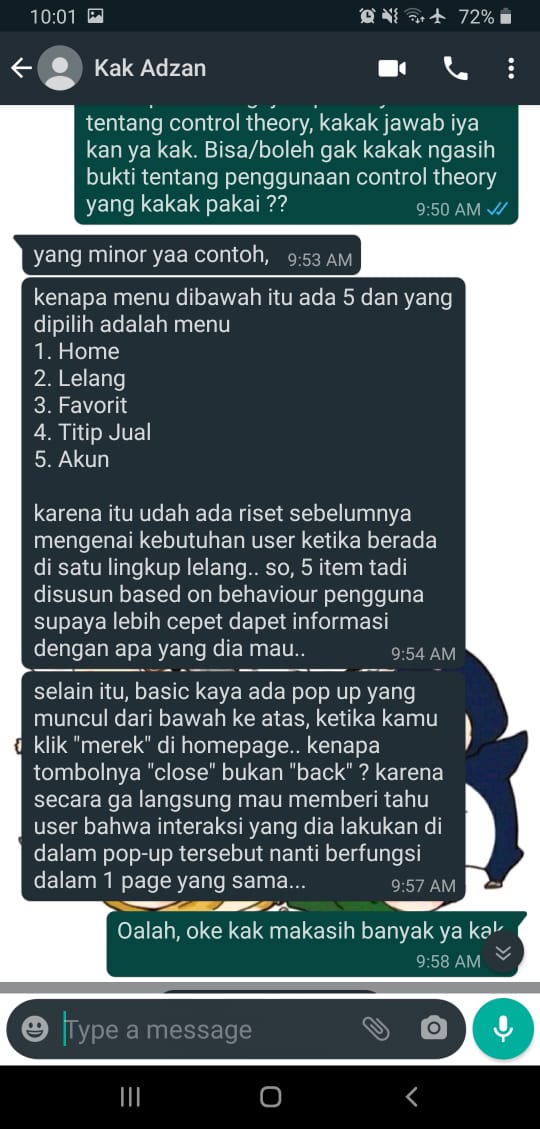 10:01
72%
Kak Adzan
tentang control theory, kakak jawab iya
kan ya kak. Bisa/boleh gak kakak ngasih
bukti tentang penggunaan control theory
yang kakak pakai ??
9:50 AM
yang minor yaa contoh,
9:53 AM
kenapa menu dibawah itu ada 5 dan yang
dipilih adalah menu
1. Home
2. Lelang
3. Favorit
4. Titip Jual
5. Akun
karena itu udah ada riset sebelumnya
mengenai kebutuhan user ketika berada
di satu lingkup lelang.. so, 5 item tadi
disusun based on behaviour pengguna
supaya lebih cepet dapet informasi
dengan apa yang dia mau..
9:54 AM
selain itu, basic kaya ada pop up yang
muncul dari bawah ke atas, ketika kamu
klik "merek" di homepage.. kenapa
tombolnya "close" bukan "back" ? karena
secara ga langsung mau memberi tahu
user bahwa interaksi yang dia lakukan di
dalam pop-up tersebut nanti berfungsi
dalam 1 page yang sama...
9:57 AM
Oalah, oke kak makasih banyak ya kak
9:58 AM
Type a message